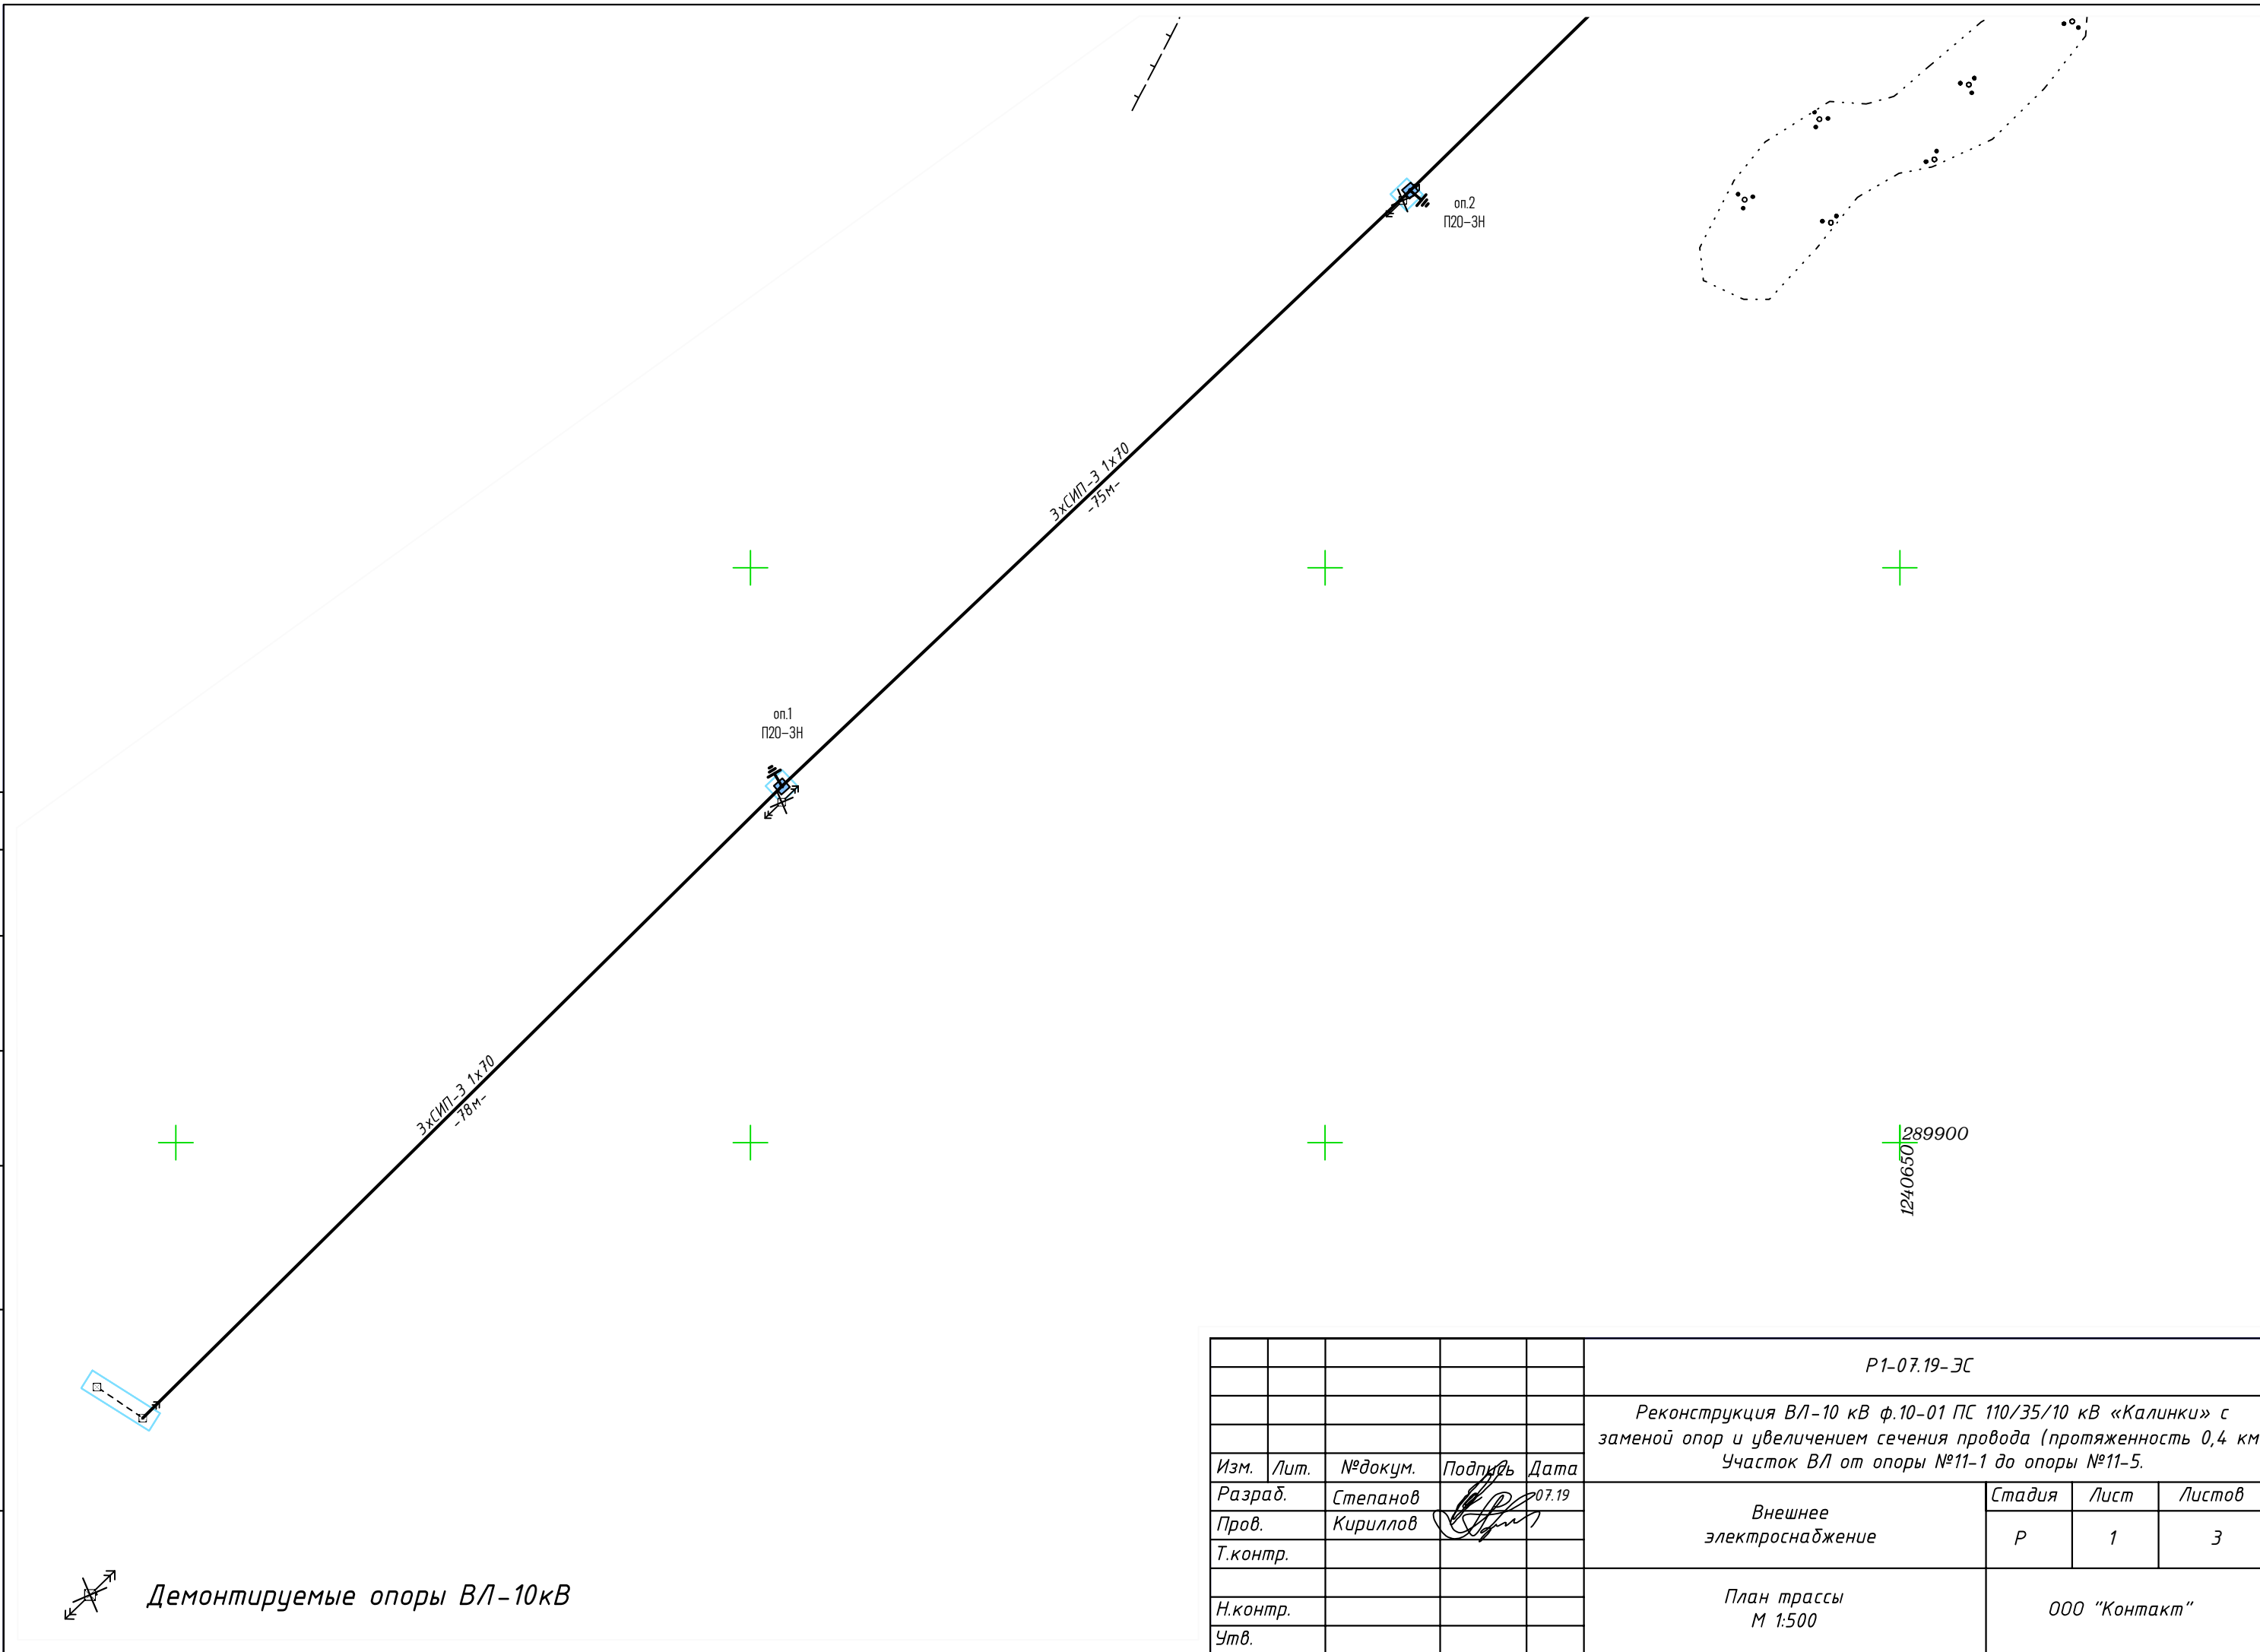 оп.2
П20-3Н
3хСИП-3 1х70
-75м-
оп.1
П20-3Н
3хСИП-3 1х70
-78м-
289900
1240650
Р1-07.19-ЭС
Реконструкция ВЛ-10 кВ ф.10-01 ПС 110/35/10 кВ «Калинки» с
заменой опор и увеличением сечения провода (протяженность 0,4 км
Участок ВЛ от опоры №11-1 до опоры №11-5.
Изм. Лит. №докум. Подпись Дата
Разраб. Степанов 07.19
Пров. Кириллов
Т.контр.
Н.контр.
Утв.
Внешнее
электроснабжение
Стадия Лист Листов
Р 1 3
План трассы
М 1:500
ООО "Контакт"
Демонтируемые опоры ВЛ-10кВ